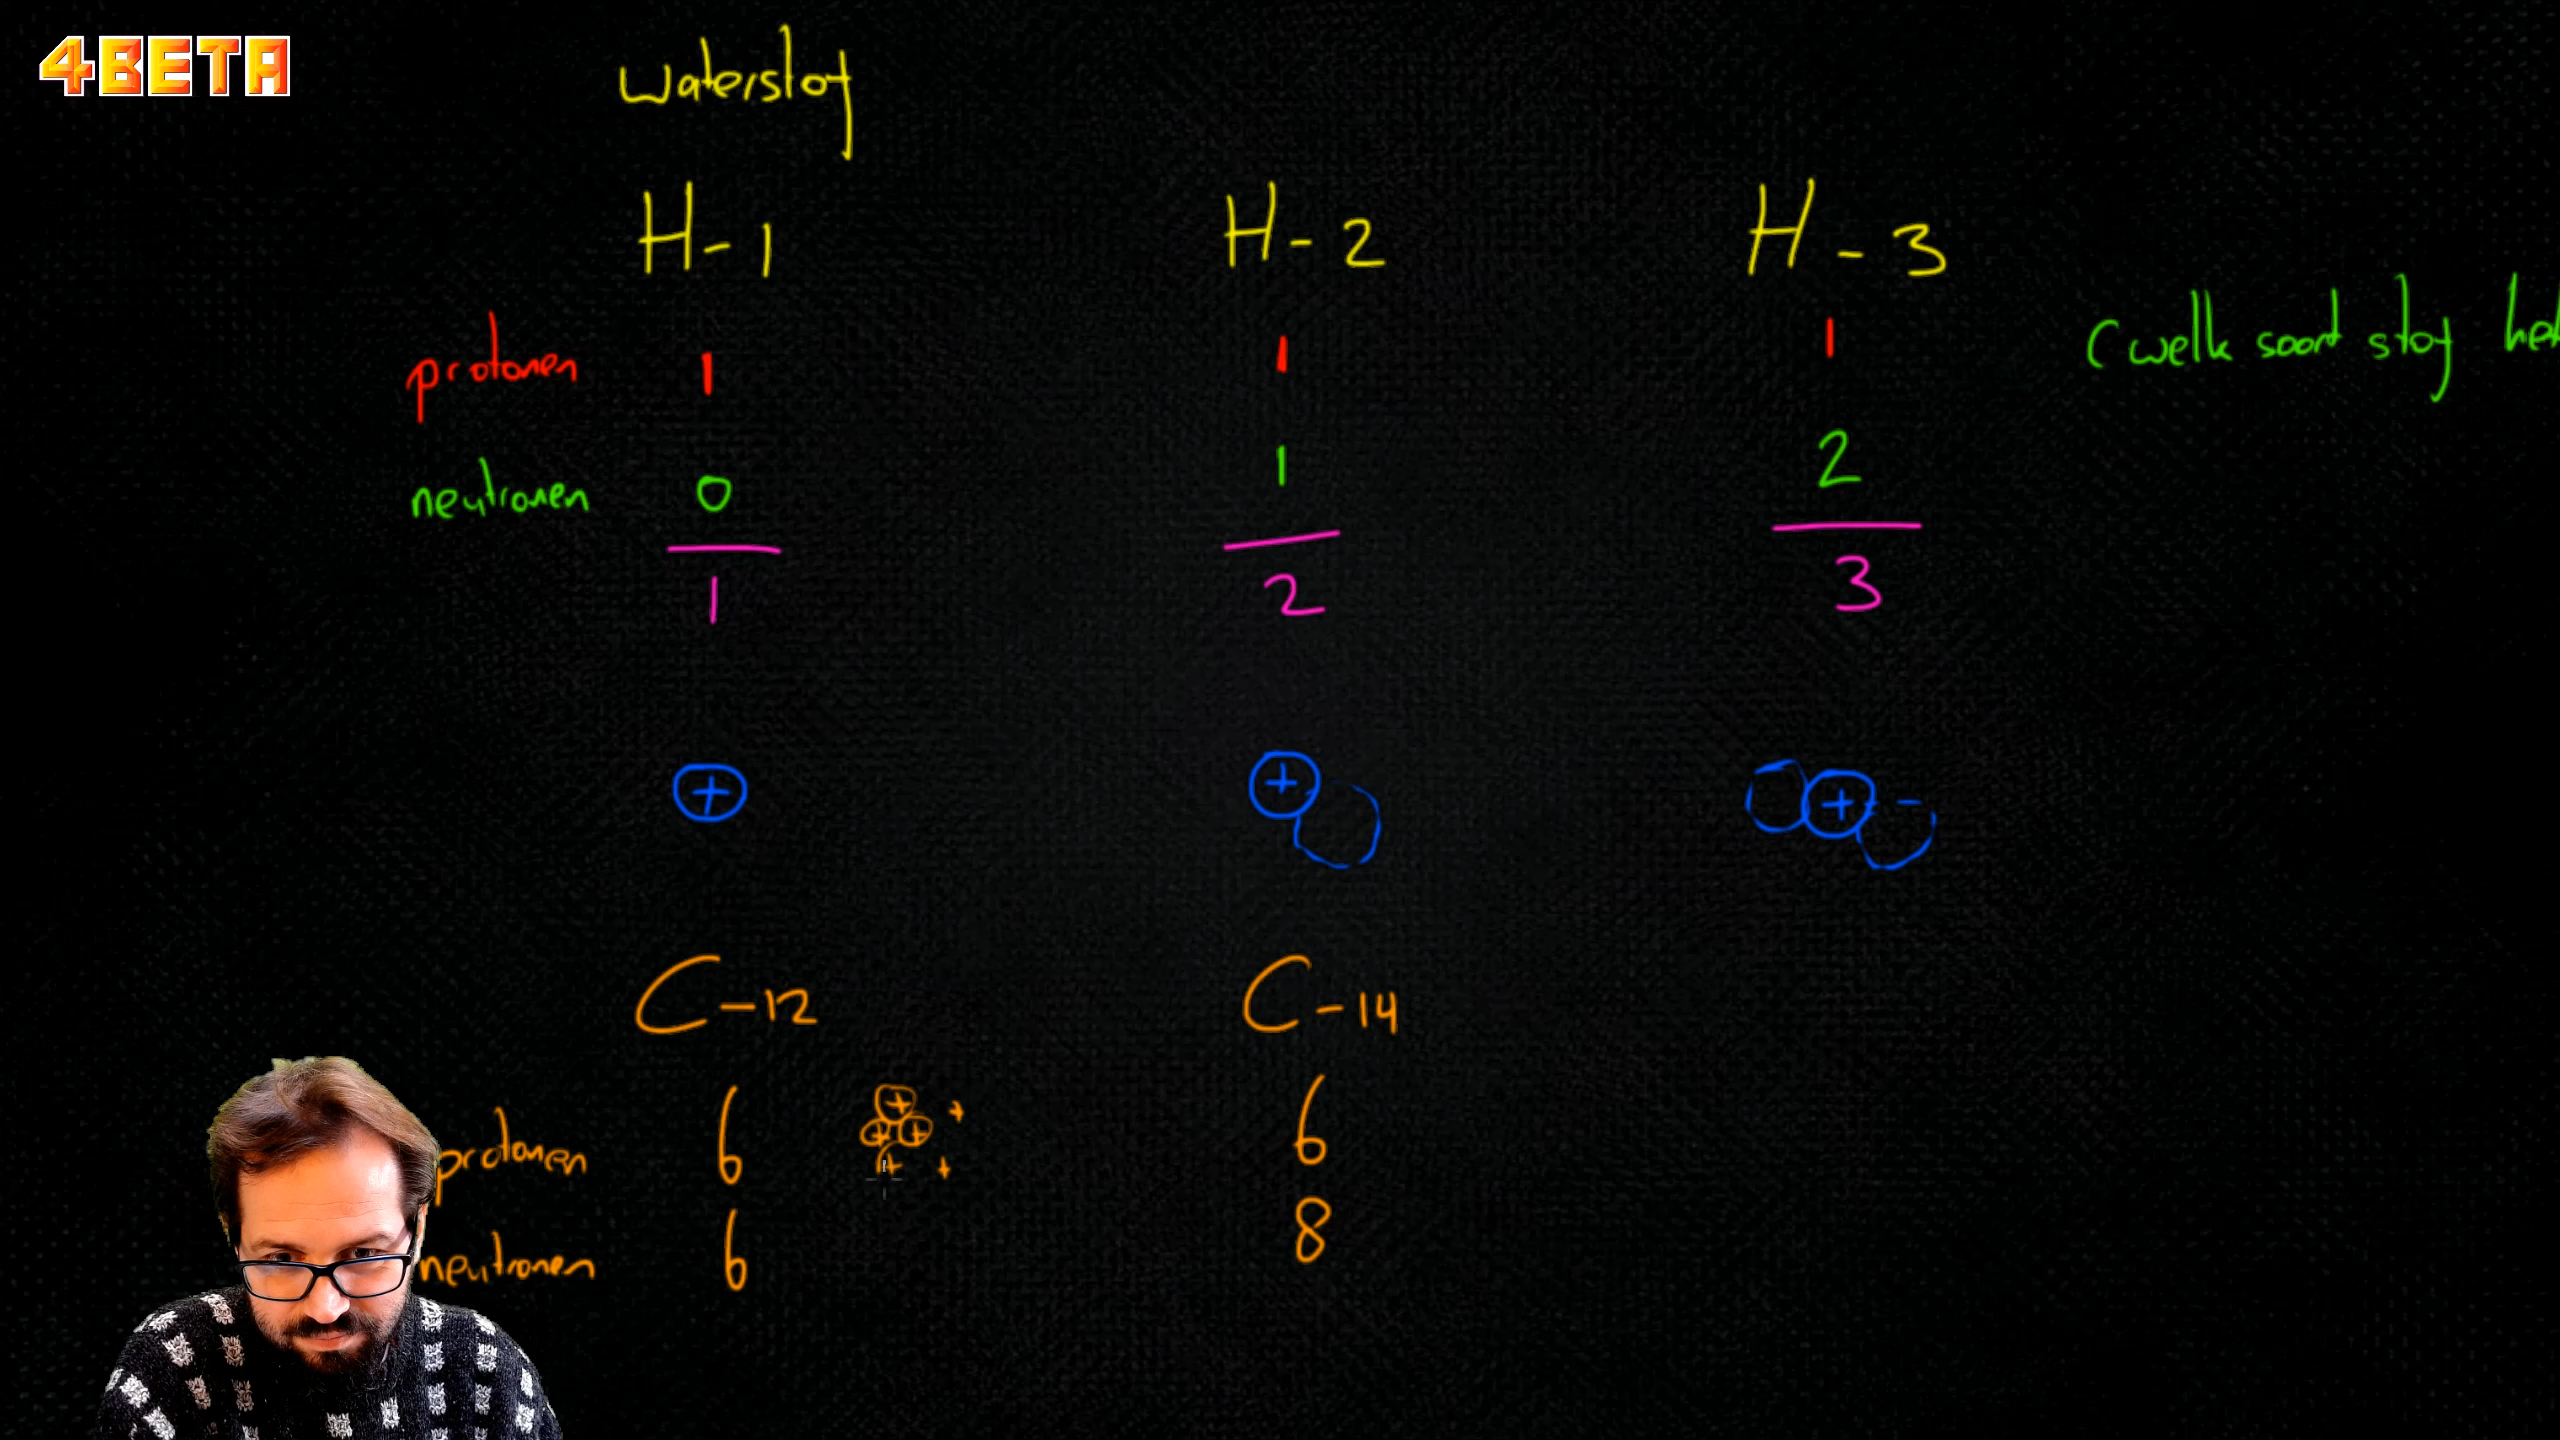 4BETA
waterstof
H-1 H-2 H-3
protonen 1 1 1 (welk soort stof het
neutronen 0 1 2
1 2 3
+ + +
C-12 C-14
protonen 6 + + + + + + 6
neutronen 6 8